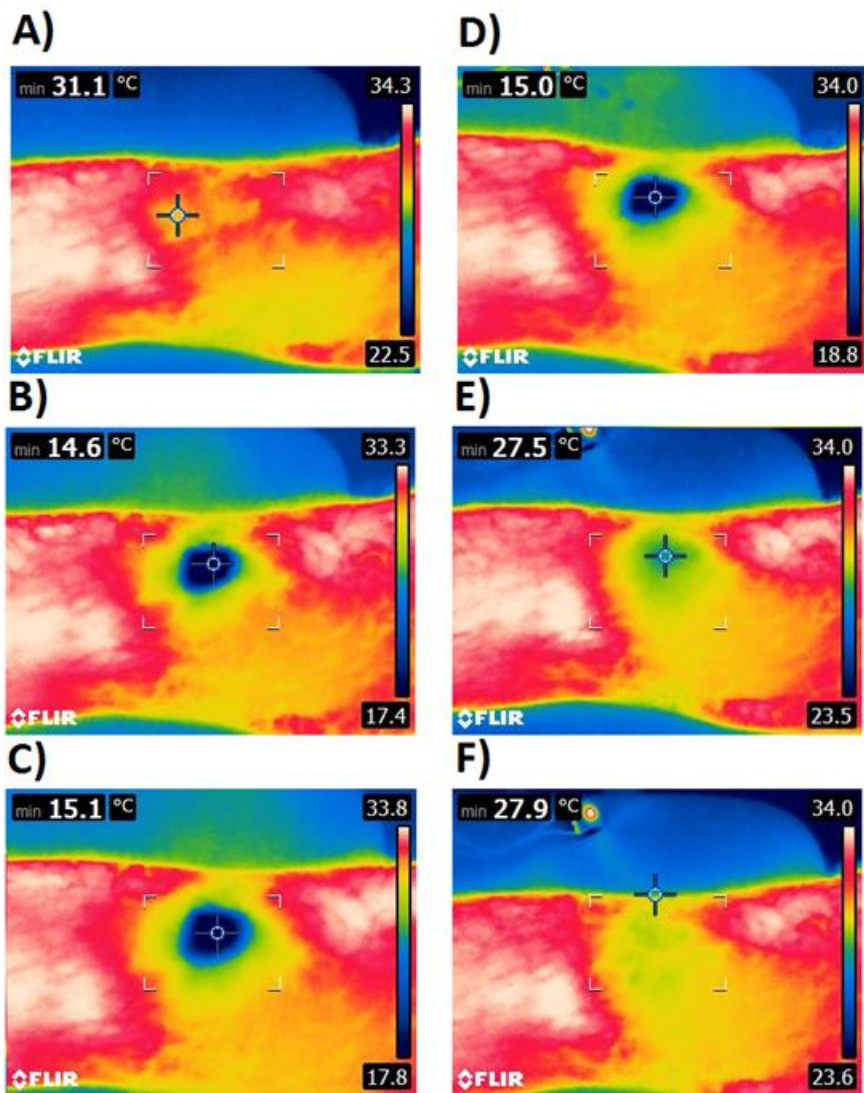 A)
min 31.1 °C
34.3
FLIR
22.5
B)
min 14.6 °C
33.3
FLIR
17.4
C)
min 15.1 °C
33.8
FLIR
17.8
D)
min 15.0 °C
34.0
FLIR
18.8
E)
min 27.5 °C
34.0
FLIR
23.5
F)
min 27.9 °C
34.0
FLIR
23.6